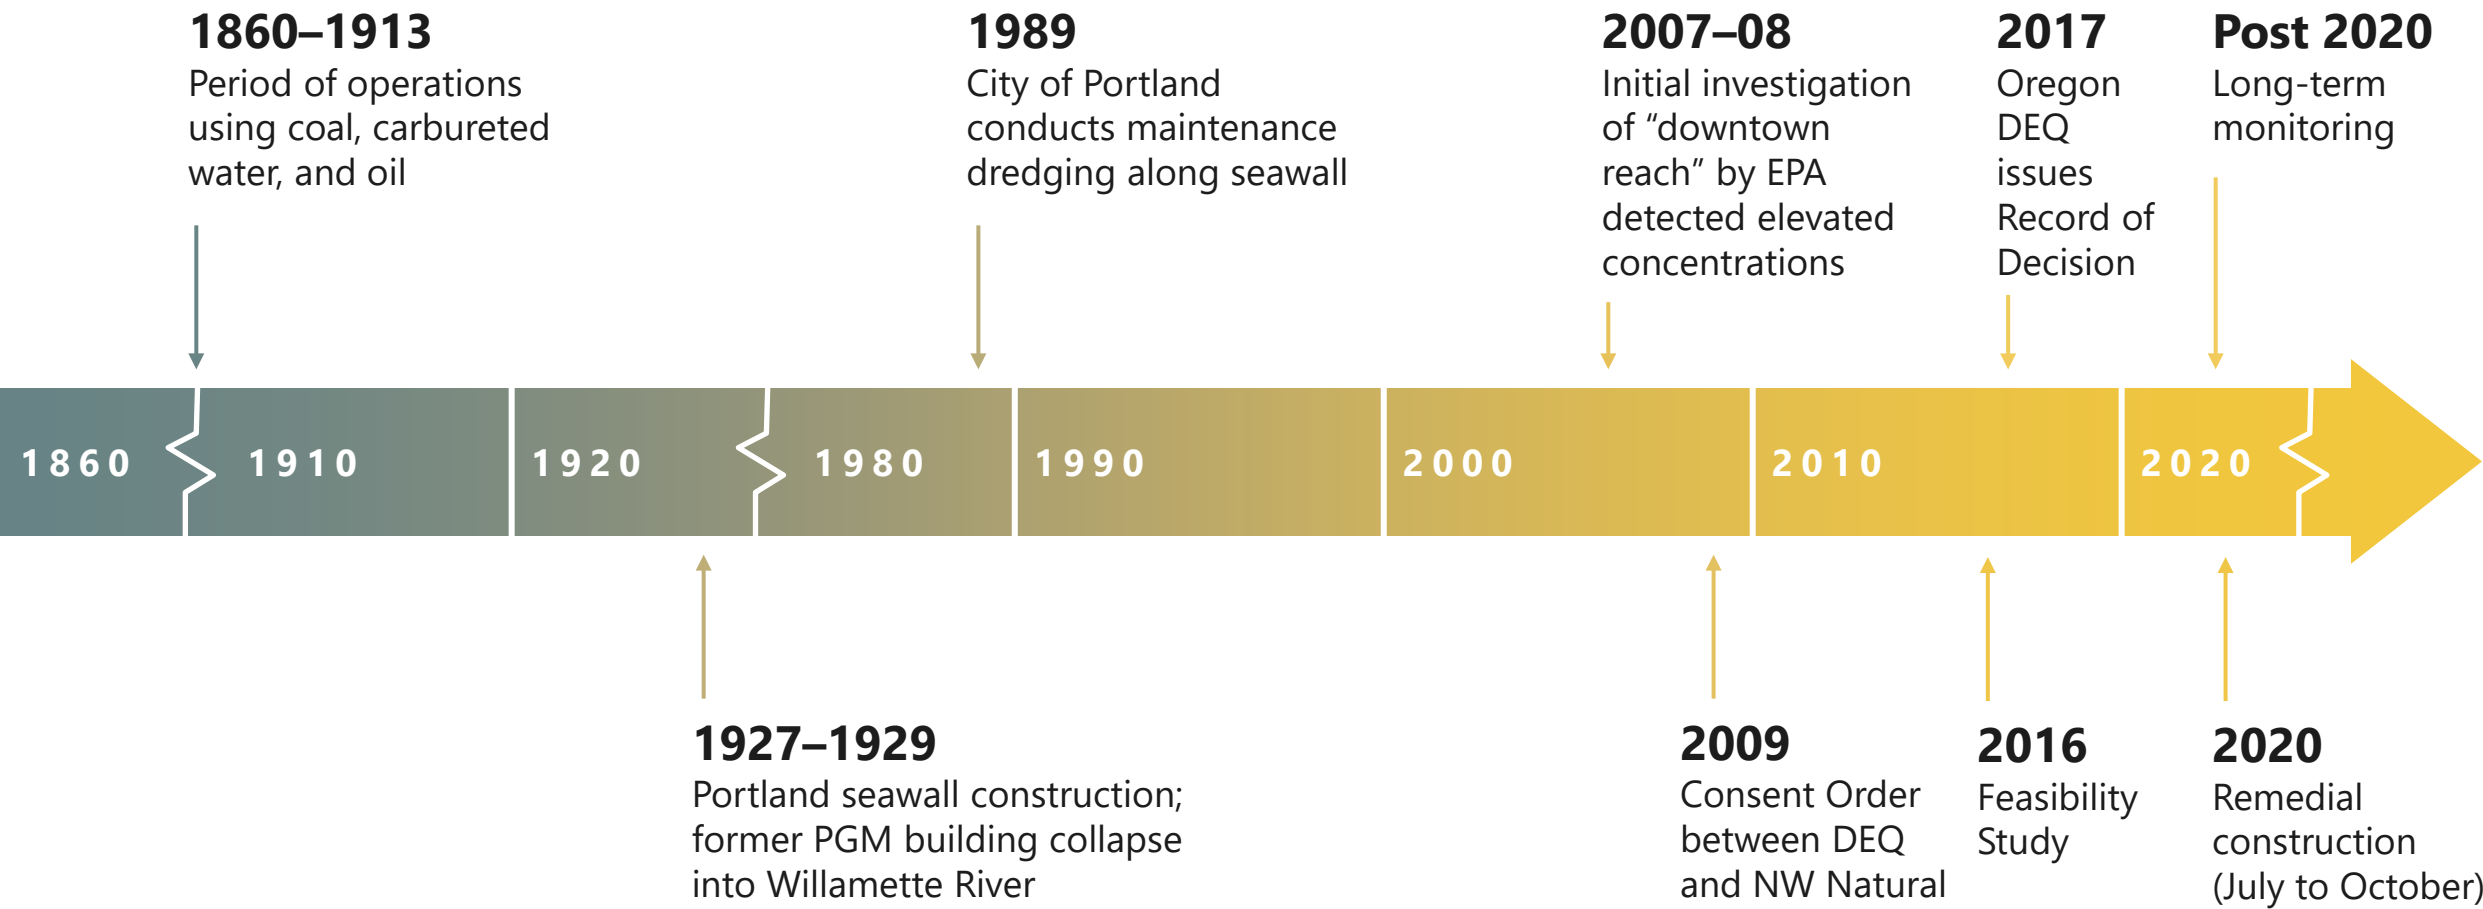 1860–1913
Period of operations
using coal, carbureted
water, and oil
1989
City of Portland
conducts maintenance
dredging along seawall
2007–08
Initial investigation
of “downtown
reach” by EPA
detected elevated
concentrations
2017
Oregon
DEQ
issues
Record of
Decision
Post 2020
Long-term
monitoring
1860
1910
1920
1980
1990
2000
2010
2020
1927–1929
Portland seawall construction;
former PGM building collapse
into Willamette River
2009
Consent Order
between DEQ
and NW Natural
2016
Feasibility
Study
2020
Remedial
construction
(July to October)